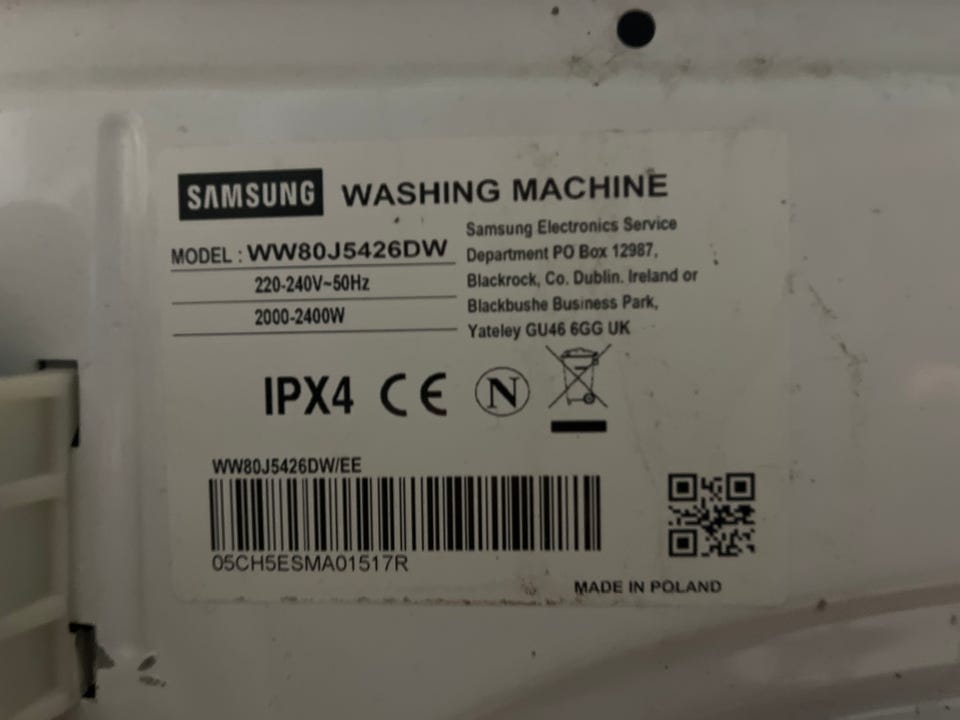 SAMSUNG WASHING MACHINE
MODEL : WW80J5426DW
220-240V~50Hz
2000-2400W
Samsung Electronics Service
Department PO Box 12987,
Blackrock, Co. Dublin. Ireland or
Blackbushe Business Park,
Yateley GU46 6GG UK
IPX4 CE N
WW80J5426DW/EE
05CH5ESMA01517R
MADE IN POLAND